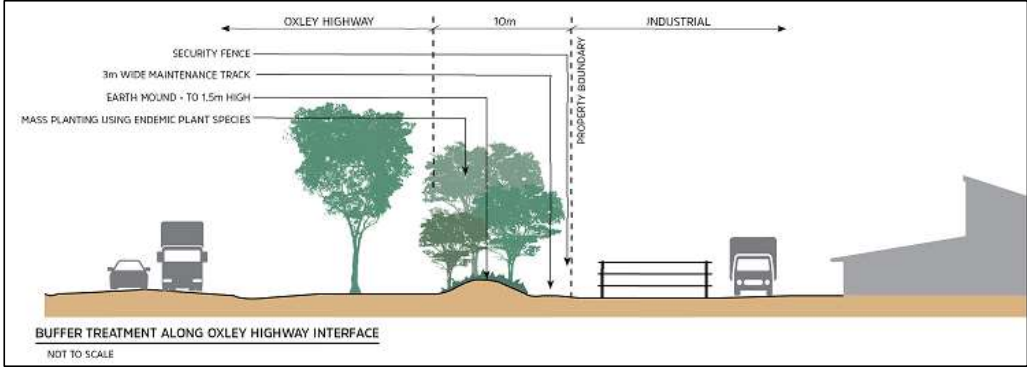 OXLEY HIGHWAY
10m
INDUSTRIAL
SECURITY FENCE
3m WIDE MAINTENANCE TRACK
EARTH MOUND - TO 1.5m HIGH
MASS PLANTING USING ENDEMIC PLANT SPECIES
PROPERTY BOUNDARY
BUFFER TREATMENT ALONG OXLEY HIGHWAY INTERFACE
NOT TO SCALE